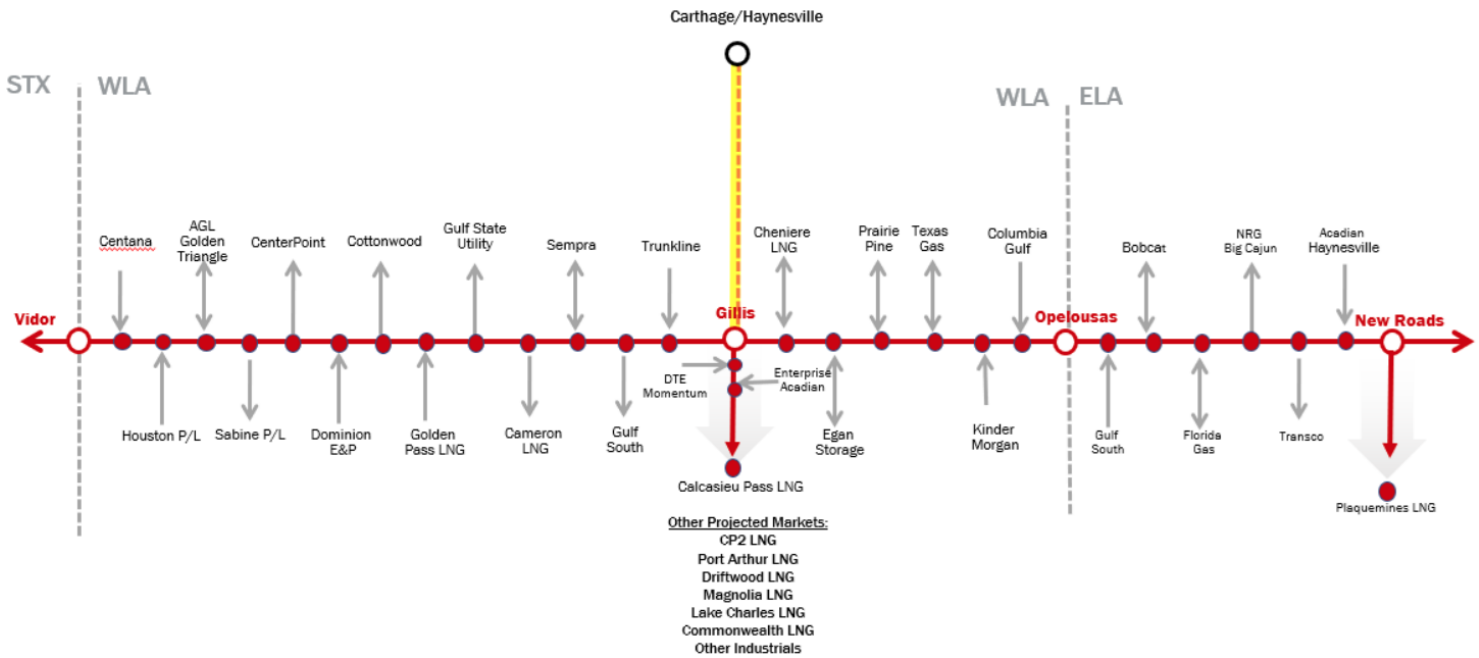 Carthage/Haynesville
STX
WLA
WLA
ELA
Centana
AGL
Golden
Triangle
CenterPoint
Cottonwood
Gulf State
Utility
Sempra
Trunkline
Cheniere
LNG
Prairie
Pine
Texas
Gas
Columbia
Gulf
Bobcat
NRG
Big Cajun
Acadian
Haynesville
Vidor
Gillis
Opelousas
New Roads
DTE
Momentum
Enterprise
Acadian
Houston P/L
Sabine P/L
Dominion
E&P
Golden
Pass LNG
Cameron
LNG
Gulf
South
Egan
Storage
Kinder
Morgan
Gulf
South
Florida
Gas
Transco
Calcasieu Pass LNG
Plaquemines LNG
Other Projected Markets:
CP2 LNG
Port Arthur LNG
Driftwood LNG
Magnolia LNG
Lake Charles LNG
Commonwealth LNG
Other Industrials